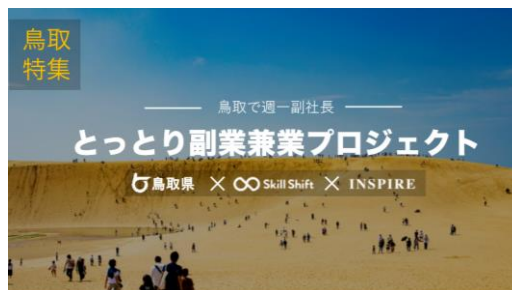 鳥取
特集
鳥取で週一副社長
とっとり副業兼業プロジェクト
鳥取県 × Skill Shift × INSPIRE